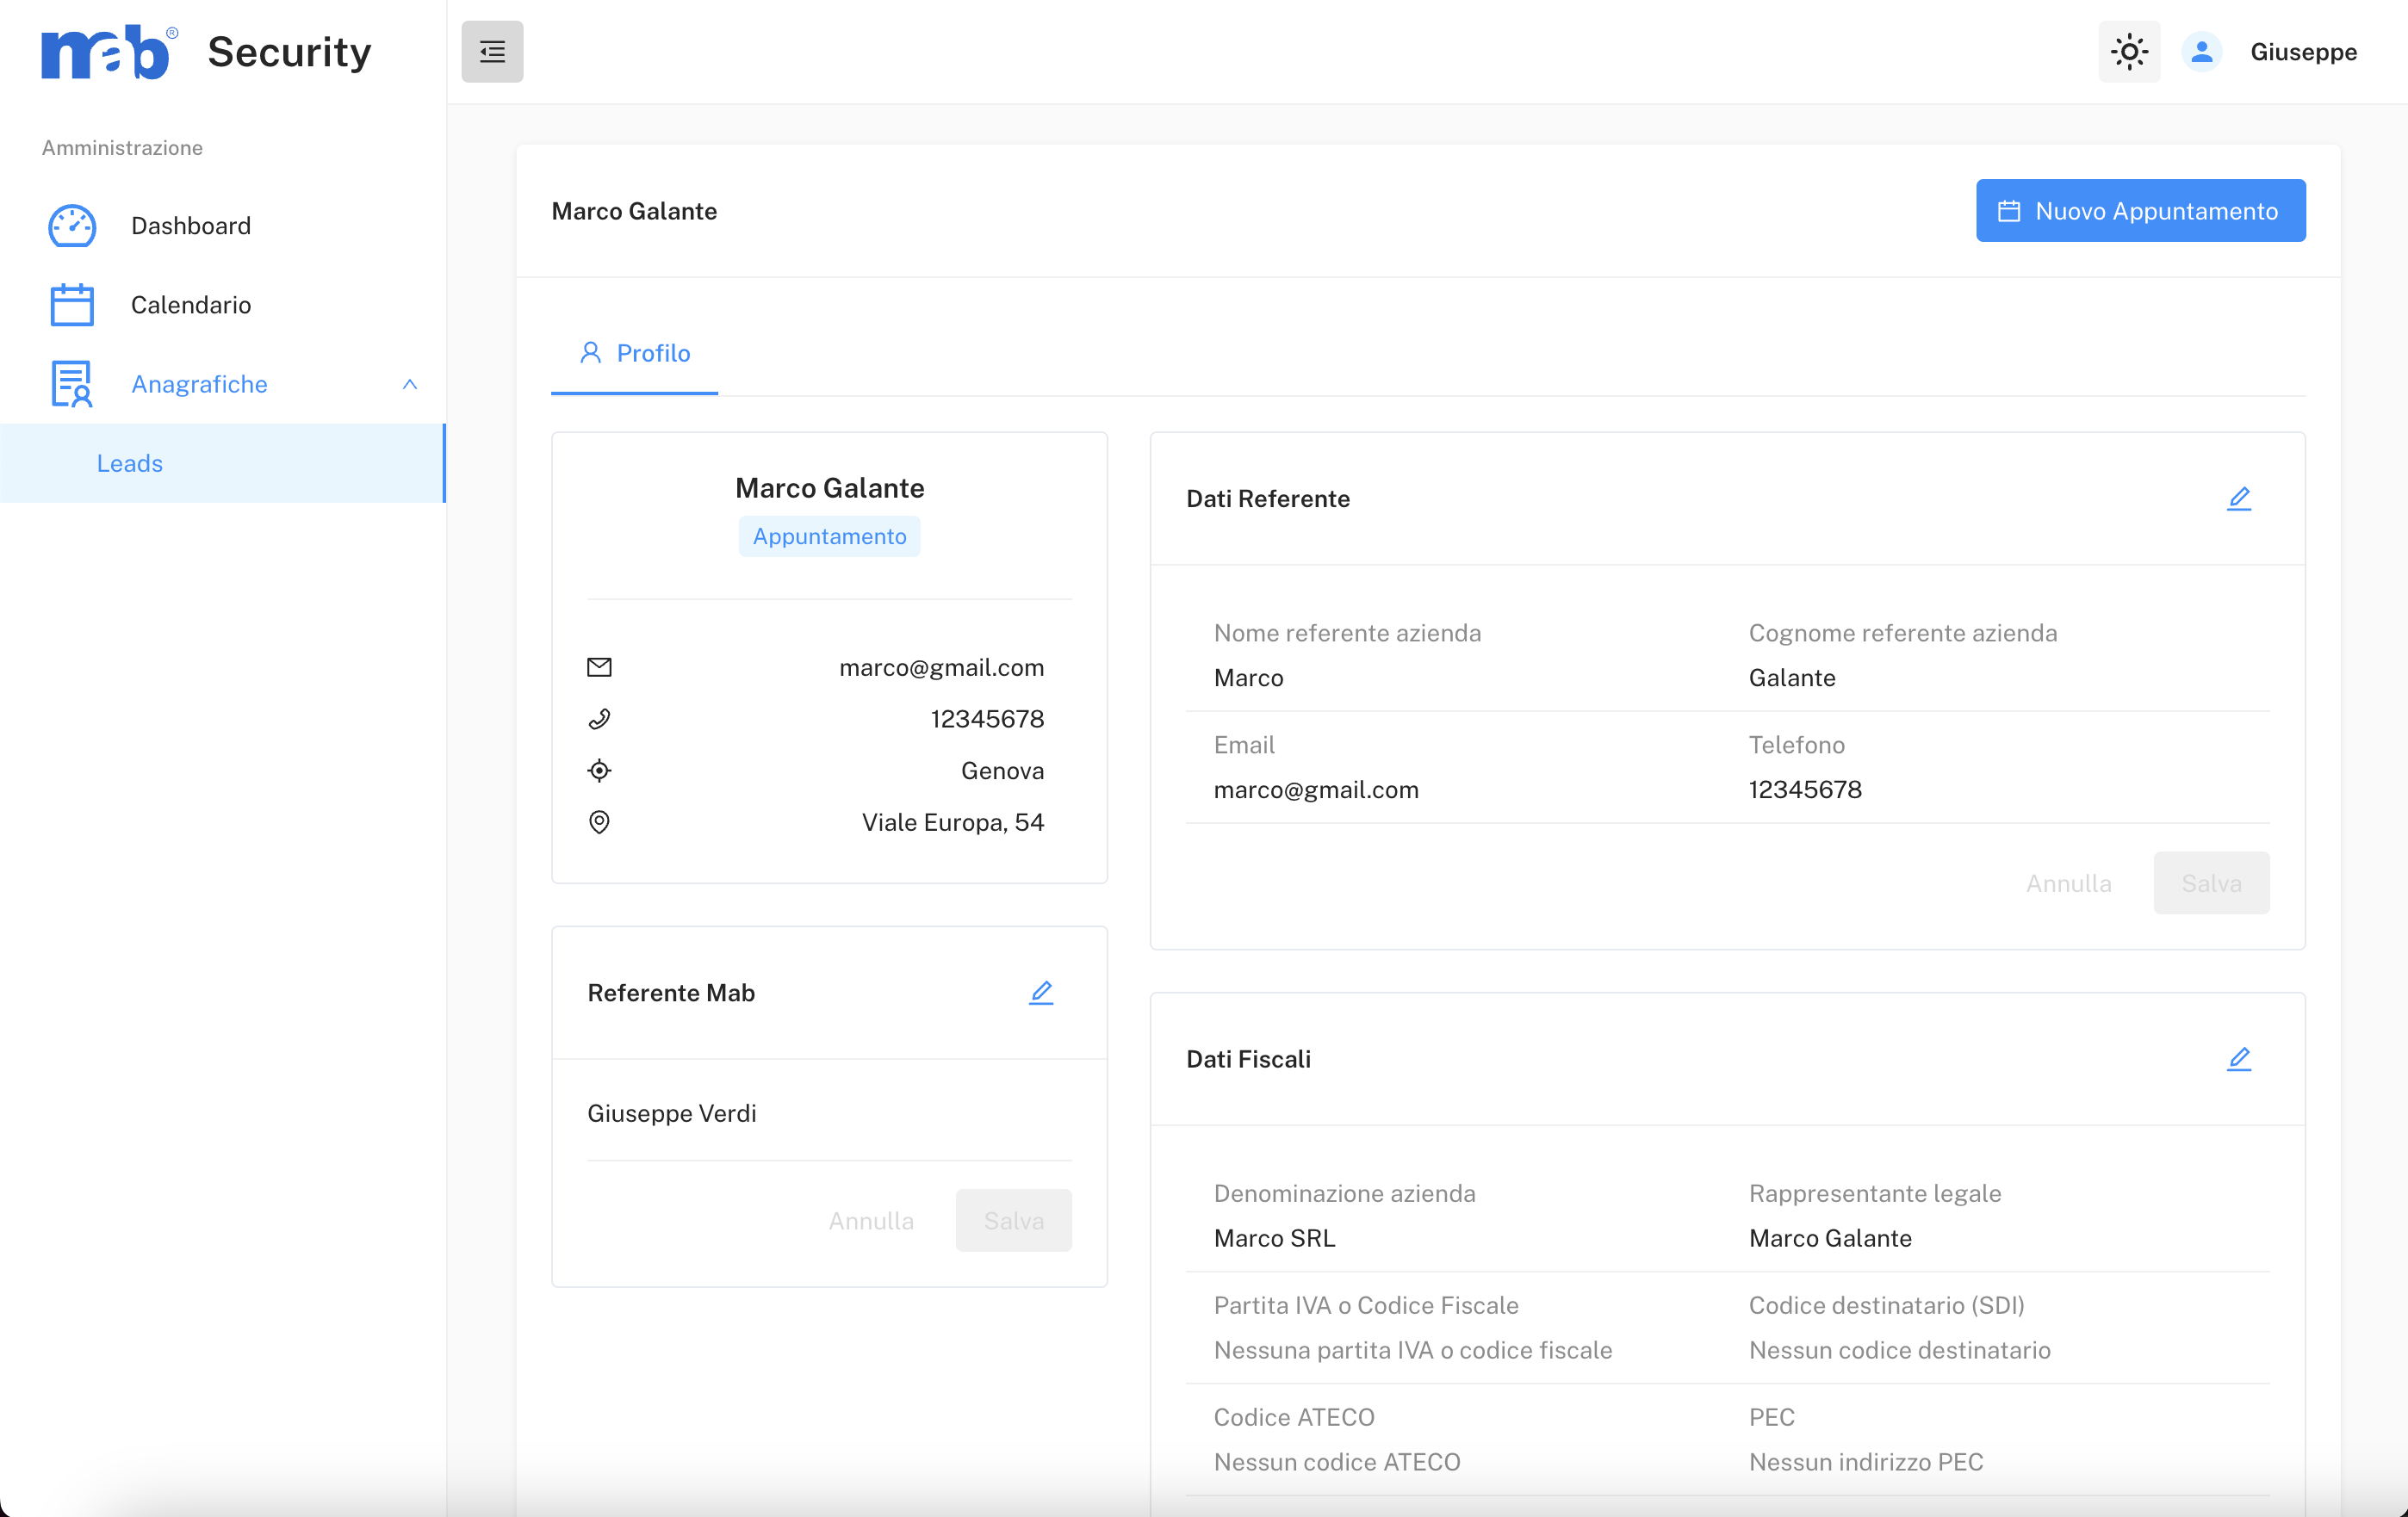 mab® Security
Giuseppe
Amministrazione
Dashboard
Calendario
Anagrafiche
Leads
Marco Galante
Nuovo Appuntamento
Profilo
Marco Galante
Appuntamento
marco@gmail.com
12345678
Genova
Viale Europa, 54
Referente Mab
Giuseppe Verdi
Annulla Salva
Dati Referente
Nome referente azienda Cognome referente azienda
Marco Galante
Email Telefono
marco@gmail.com 12345678
Annulla Salva
Dati Fiscali
Denominazione azienda Rappresentante legale
Marco SRL Marco Galante
Partita IVA o Codice Fiscale Codice destinatario (SDI)
Nessuna partita IVA o codice fiscale Nessun codice destinatario
Codice ATECO PEC
Nessun codice ATECO Nessun indirizzo PEC